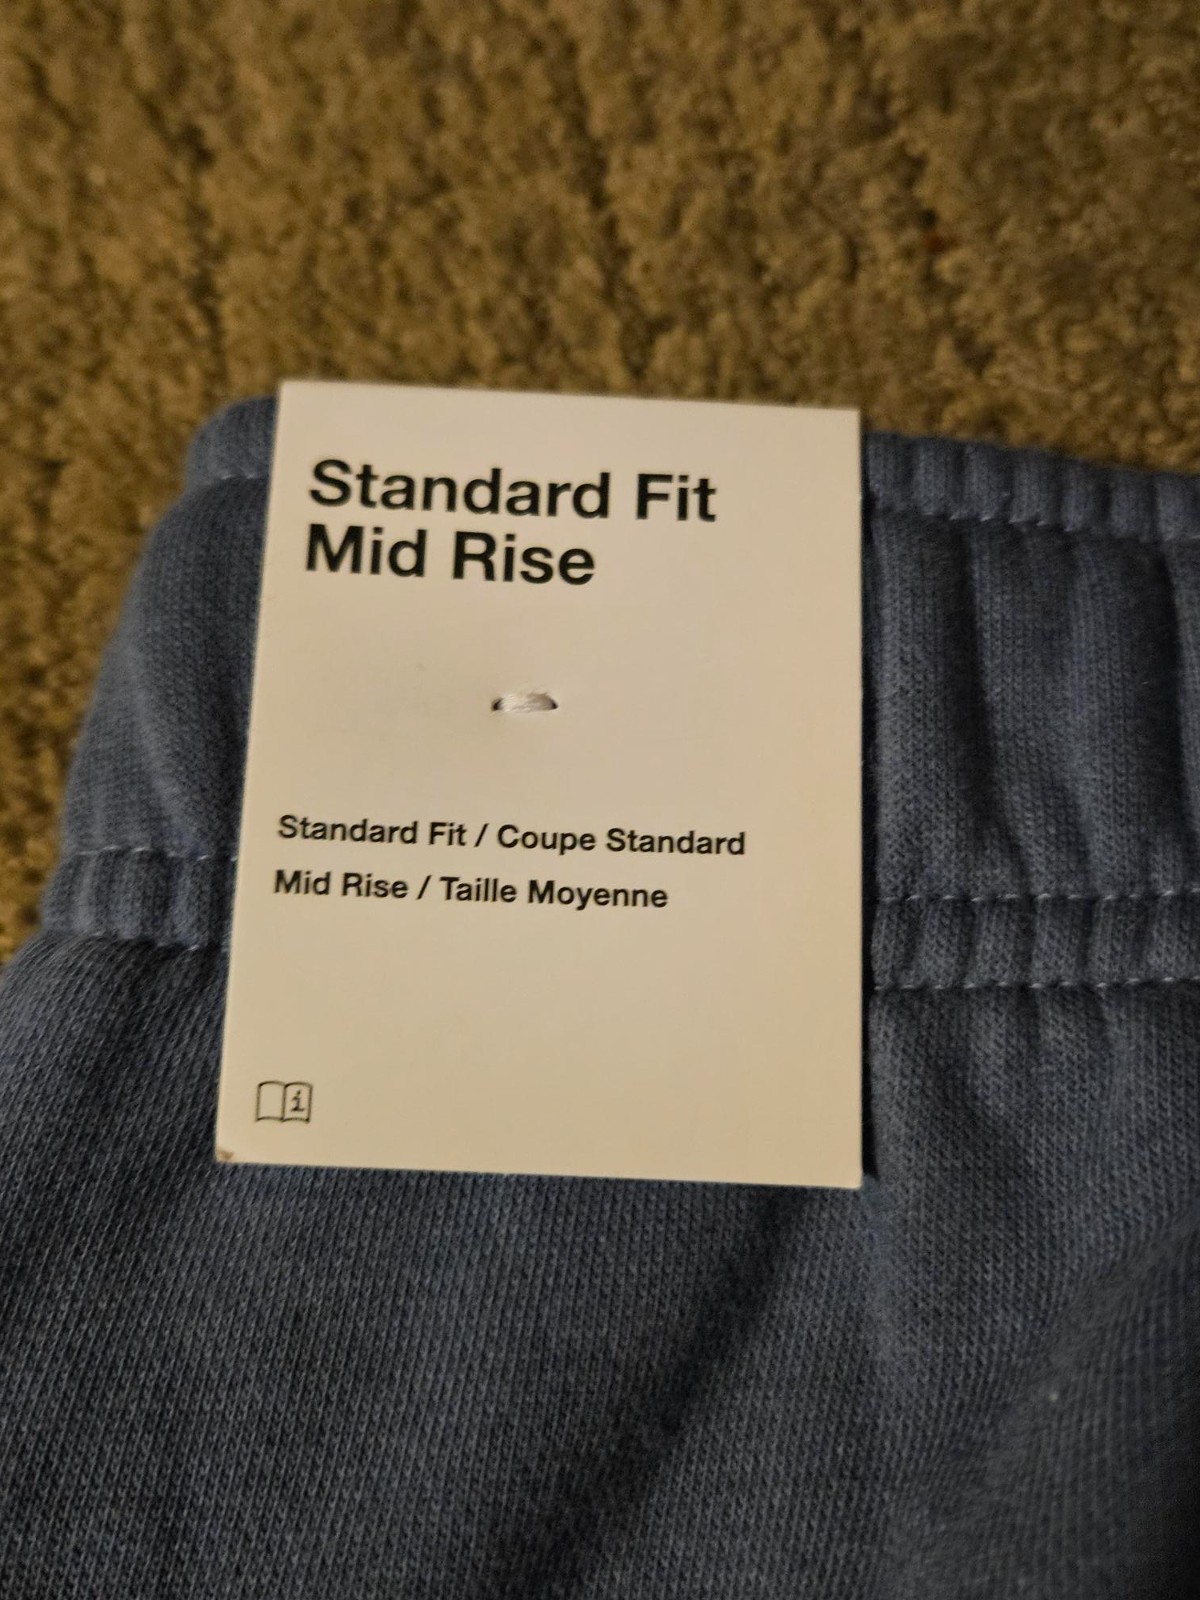 Standard Fit
Mid Rise
Standard Fit / Coupe Standard
Mid Rise / Taille Moyenne
i